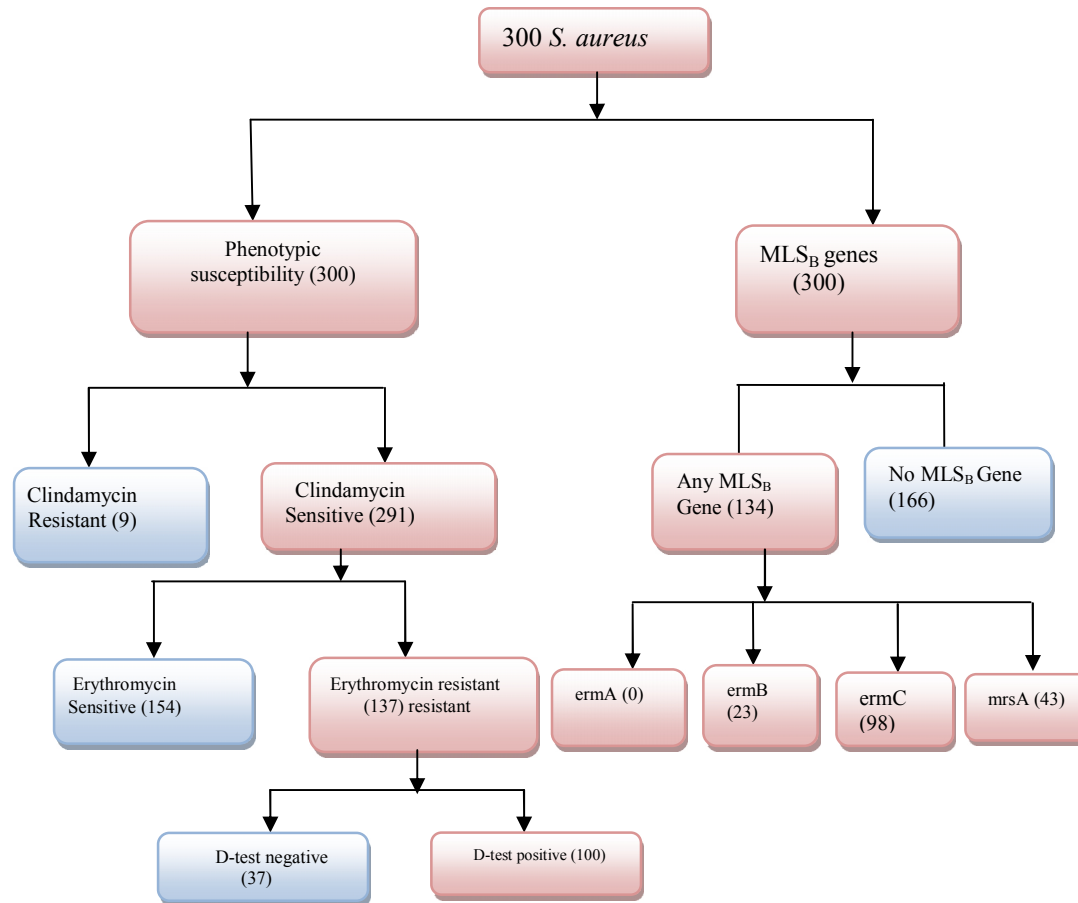 300 S. aureus
Phenotypic
susceptibility (300)
MLSB genes
(300)
Clindamycin
Resistant (9)
Clindamycin
Sensitive (291)
Any MLSB
Gene (134)
No MLSB Gene
(166)
Erythromycin
Sensitive (154)
Erythromycin resistant
(137) resistant
ermA (0)
ermB
(23)
ermC
(98)
mrsA (43)
D-test negative
(37)
D-test positive (100)